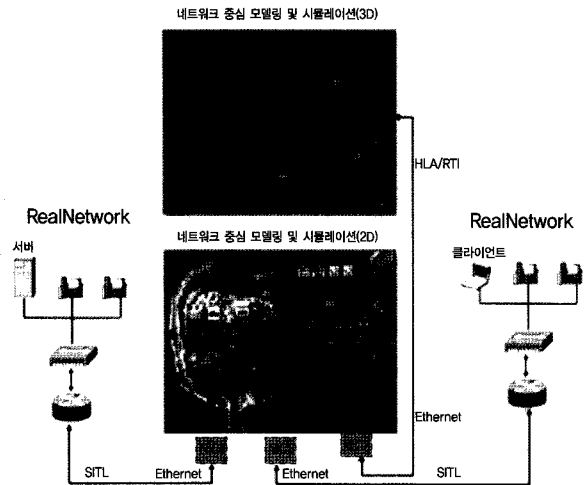 네트워크 중심 모델링 및 시뮬레이션(3D)
HLA/RTI
RealNetwork
서버
네트워크 중심 모델링 및 시뮬레이션(2D)
RealNetwork
클라이언트
Ethernet
SITL
Ethernet
Ethernet
SITL